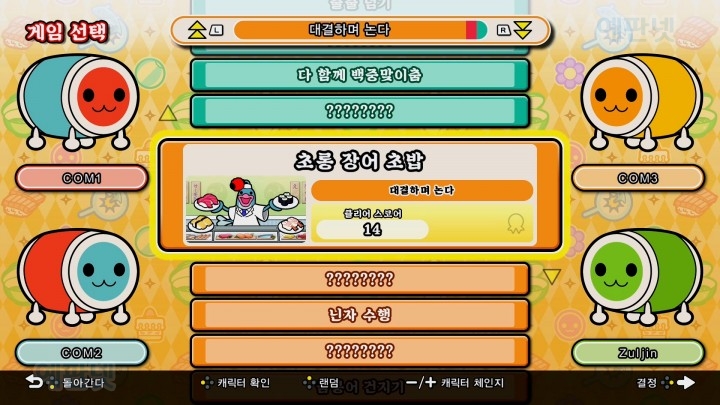 게임 선택
L
대결하며 논다
R
다 함께 백중맞이춤
????????
초롱 장어 초밥
대결하며 논다
클리어 스코어
14
COM1
COM3
????????
닌자 수행
????????
COM2
Zuljin
돌아간다
캐릭터 확인
랜덤
-/+ 캐릭터 체인지
결정